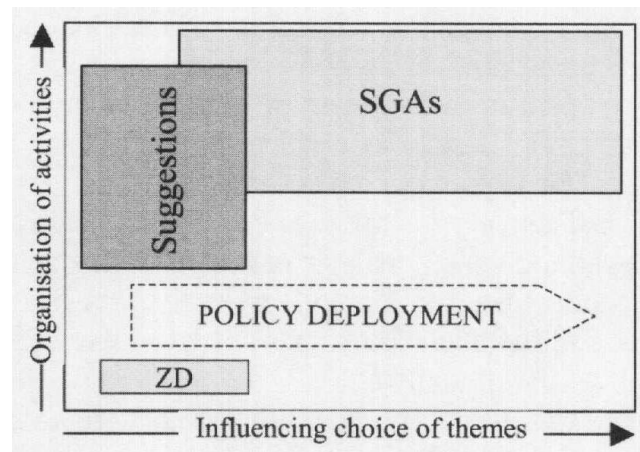 Organisation of activities
SGAs
Suggestions
POLICY DEPLOYMENT
ZD
Influencing choice of themes